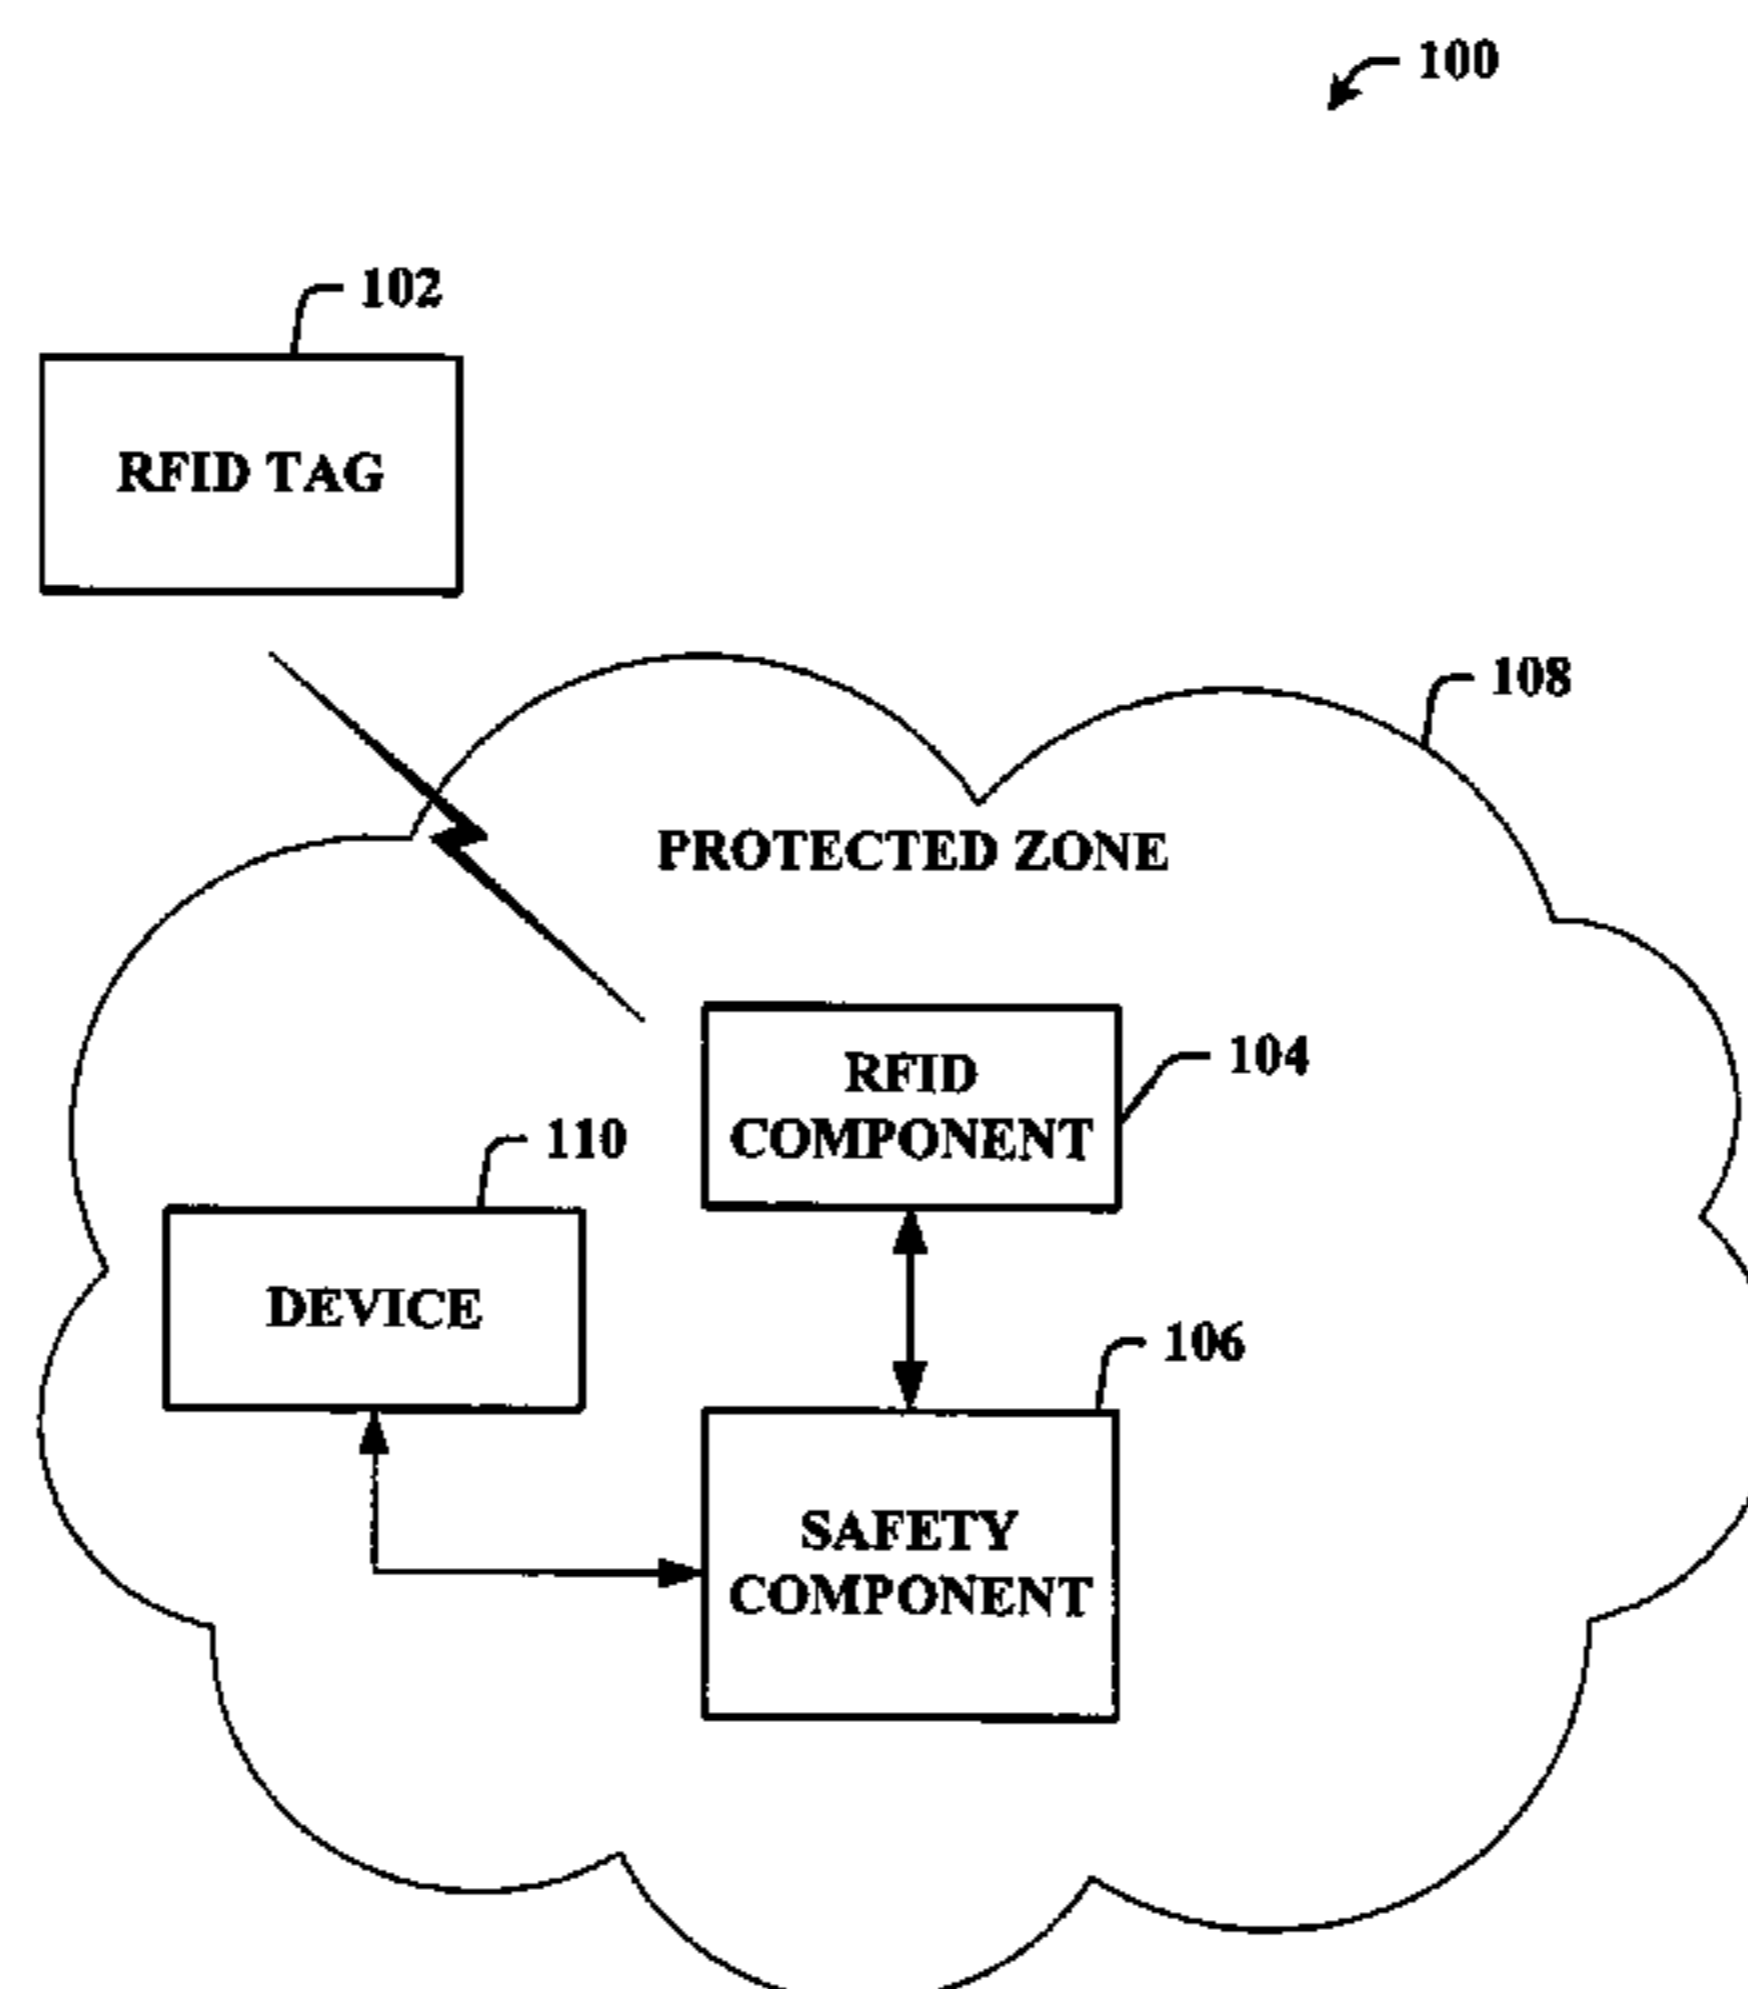 100
102
RFID TAG
108
PROTECTED ZONE
RFID
COMPONENT
104
110
DEVICE
106
SAFETY
COMPONENT